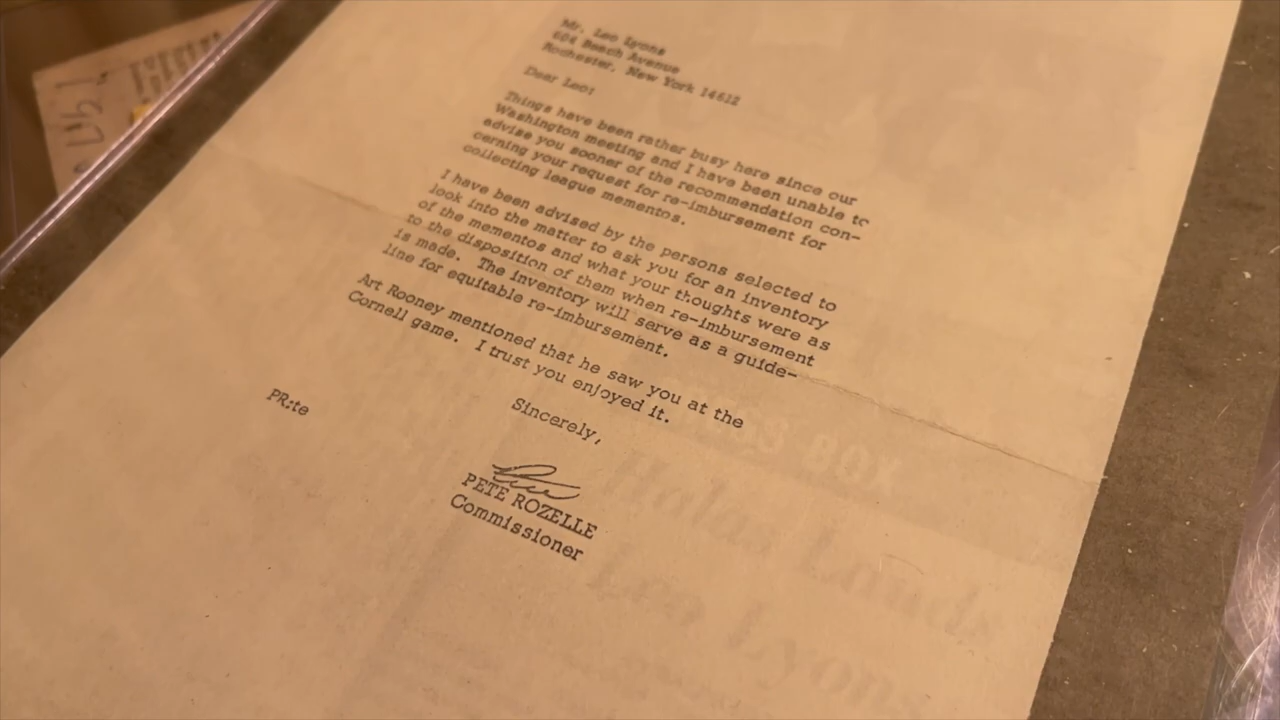 Mr. Leo Lyons
604 Beach Avenue
Rochester, New York 14612
Dear Leo:
Things have been rather busy here since our
Washington meeting and I have been unable to
advise you sooner of the recommendation con-
cerning your request for re-imbursement for
collecting league mementos.
I have been advised by the persons selected to
look into the matter to ask you for an inventory
of the mementos and what your thoughts were as
to the disposition of them when re-imbursement
is made. The inventory will serve as a guide-
line for equitable re-imbursement.
Art Rooney mentioned that he saw you at the
Cornell game. I trust you enjoyed it.
Sincerely,
PR:te
Pete
PETE ROZELLE
Commissioner
Halas Lauds
Leo Lyons